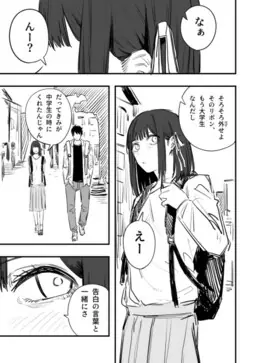 なぁ
んー？
そろそろ外せよ
そのリボン、
もう大学生
なんだし
えー
だってきみが
中学生の時に
くれたんじゃん
告白の言葉と
一緒にさ